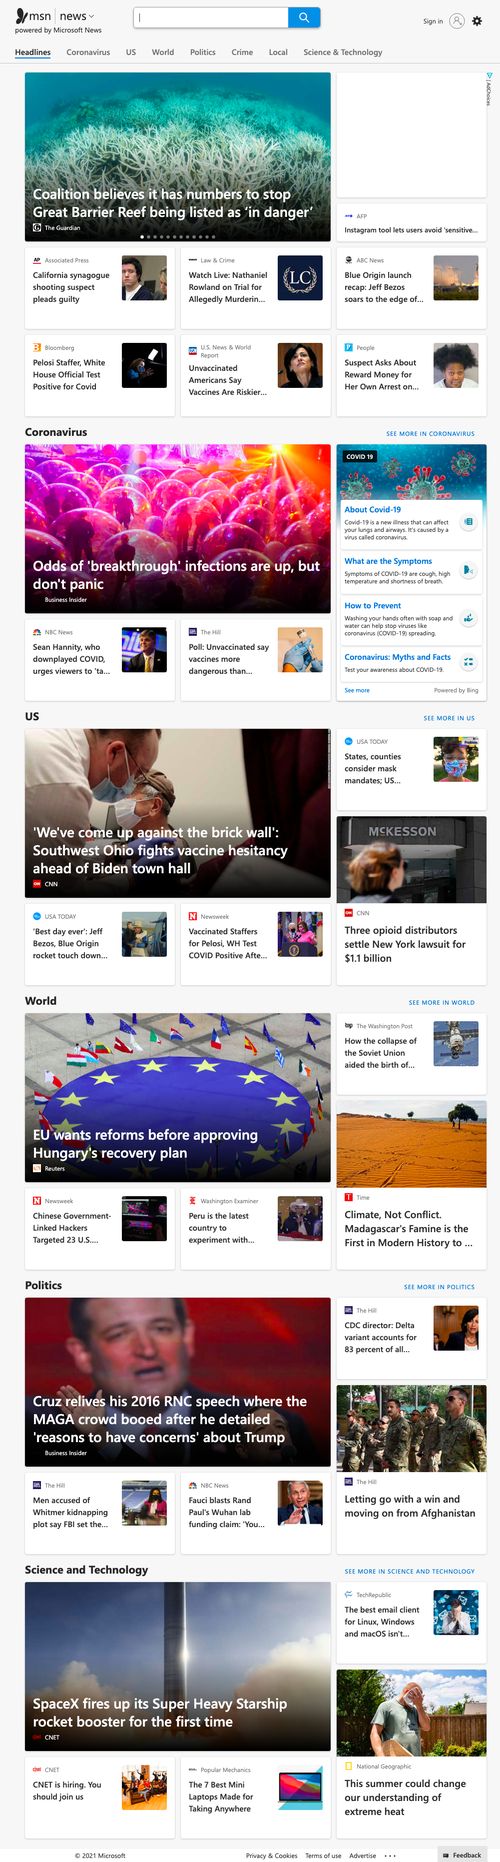 msn news
powered by Microsoft News
Sign in
Headlines Coronavirus US World Politics Crime Local Science & Technology
AdChoices
Coalition believes it has numbers to stop
Great Barrier Reef being listed as ‘in danger’
The Guardian
AFP
Instagram tool lets users avoid 'sensitive...
AP Associated Press
California synagogue
shooting suspect
pleads guilty
Law & Crime
Watch Live: Nathaniel
Rowland on Trial for
Allegedly Murderin...
LC
ABC News
Blue Origin launch
recap: Jeff Bezos
soars to the edge of...
Bloomberg
Pelosi Staffer, White
House Official Test
Positive for Covid
U.S. News & World
Report
Unvaccinated
Americans Say
Vaccines Are Riskier...
People
Suspect Asks About
Reward Money for
Her Own Arrest on...
Coronavirus
SEE MORE IN CORONAVIRUS
Odds of 'breakthrough' infections are up, but
don't panic
Business Insider
COVID 19
About Covid-19
Covid-19 is a new illness that can affect
your lungs and airways. It's caused by a
virus called coronavirus.
What are the Symptoms
Symptoms of COVID-19 are cough, high
temperature and shortness of breath.
How to Prevent
Washing your hands often with soap and
water can help stop viruses like
coronavirus (COVID-19) spreading.
Coronavirus: Myths and Facts
Test your awareness about COVID-19.
See more
Powered by Bing
NBC News
Sean Hannity, who
downplayed COVID,
urges viewers to 'ta...
The Hill
Poll: Unvaccinated say
vaccines more
dangerous than...
US
SEE MORE IN US
'We've come up against the brick wall':
Southwest Ohio fights vaccine hesitancy
ahead of Biden town hall
CNN
USA TODAY
States, counties
consider mask
mandates; US...
MCKESSON
CNN
Three opioid distributors
settle New York lawsuit for
$1.1 billion
USA TODAY
'Best day ever': Jeff
Bezos, Blue Origin
rocket touch down...
Newsweek
Vaccinated Staffers
for Pelosi, WH Test
COVID Positive Afte...
World
SEE MORE IN WORLD
EU wants reforms before approving
Hungary's recovery plan
Reuters
wp The Washington Post
How the collapse of
the Soviet Union
aided the birth of...
Time
Climate, Not Conflict.
Madagascar's Famine is the
First in Modern History to ...
Newsweek
Chinese Government-
Linked Hackers
Targeted 23 U.S....
Washington Examiner
Peru is the latest
country to
experiment with...
Politics
SEE MORE IN POLITICS
Cruz relives his 2016 RNC speech where the
MAGA crowd booed after he detailed
'reasons to have concerns' about Trump
Business Insider
The Hill
CDC director: Delta
variant accounts for
83 percent of all...
The Hill
Letting go with a win and
moving on from Afghanistan
The Hill
Men accused of
Whitmer kidnapping
plot say FBI set the...
NBC News
Fauci blasts Rand
Paul's Wuhan lab
funding claim: 'You...
Science and Technology
SEE MORE IN SCIENCE AND TECHNOLOGY
SpaceX fires up its Super Heavy Starship
rocket booster for the first time
CNET
TechRepublic
The best email client
for Linux, Windows
and macOS isn't...
National Geographic
This summer could change
our understanding of
extreme heat
CNET
CNET is hiring. You
should join us
Popular Mechanics
The 7 Best Mini
Laptops Made for
Taking Anywhere
© 2021 Microsoft
Privacy & Cookies Terms of use Advertise ...
Feedback